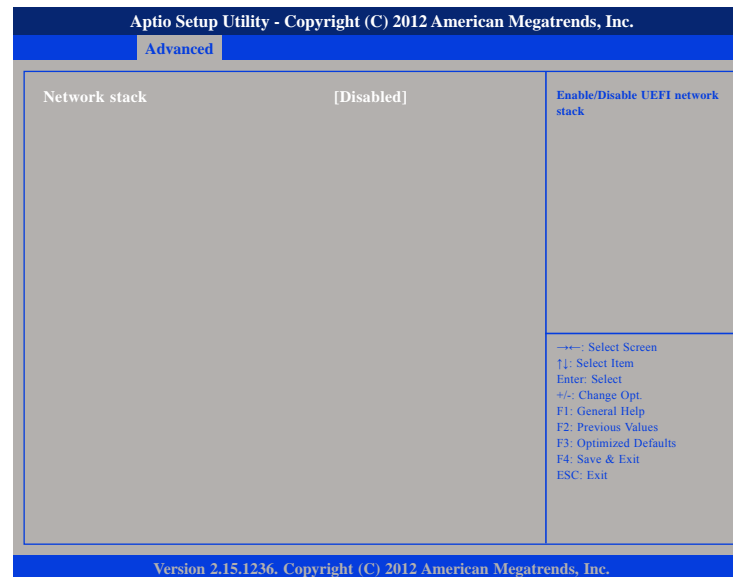 Aptio Setup Utility - Copyright (C) 2012 American Megatrends, Inc.
Advanced
Network stack [Disabled]
Enable/Disable UEFI network
stack
→←: Select Screen
↑↓: Select Item
Enter: Select
+/-: Change Opt.
F1: General Help
F2: Previous Values
F3: Optimized Defaults
F4: Save & Exit
ESC: Exit
Version 2.15.1236. Copyright (C) 2012 American Megatrends, Inc.